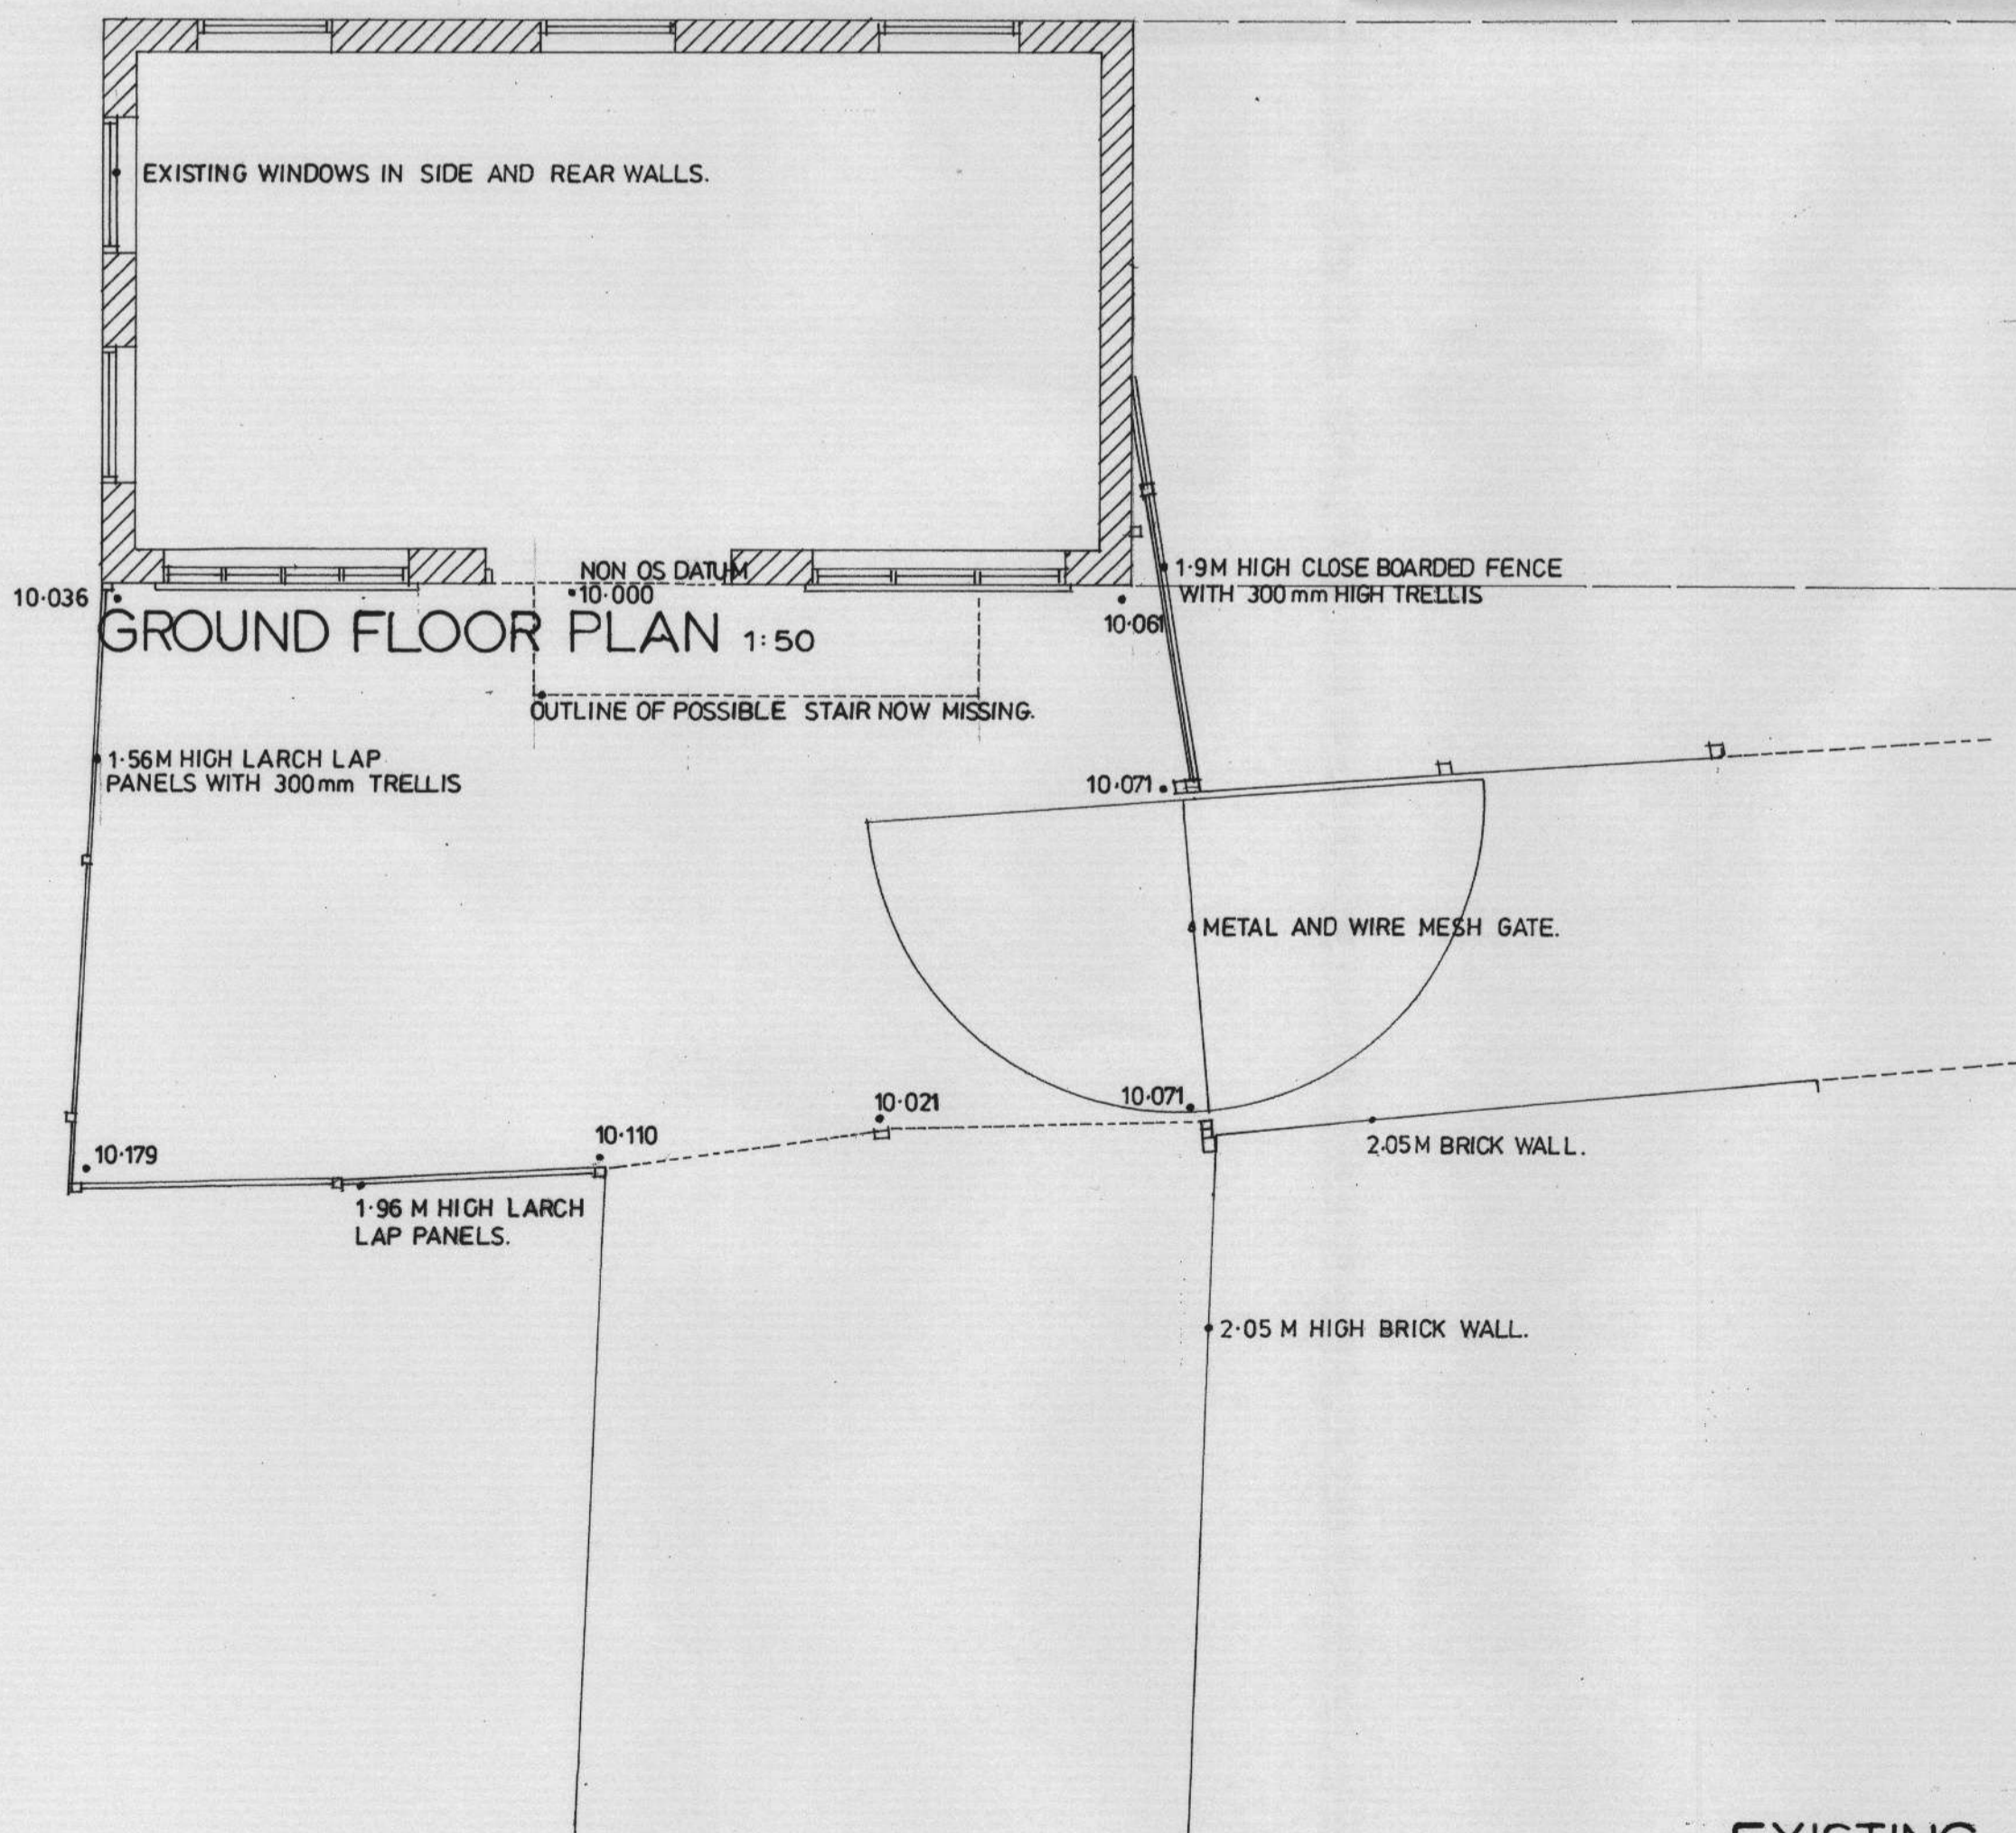 EXISTING WINDOWS IN SIDE AND REAR WALLS.
NON OS DATUM
10.036
10.000
GROUND FLOOR PLAN 1:50
1.9M HIGH CLOSE BOARDED FENCE
WITH 300mm HIGH TRELLIS
10.061
OUTLINE OF POSSIBLE STAIR NOW MISSING.
1.56M HIGH LARCH LAP
PANELS WITH 300mm TRELLIS
10.071
METAL AND WIRE MESH GATE.
10.021
10.071
10.110
10.179
2.05M BRICK WALL.
1.96 M HIGH LARCH
LAP PANELS.
2.05 M HIGH BRICK WALL.
EXISTING